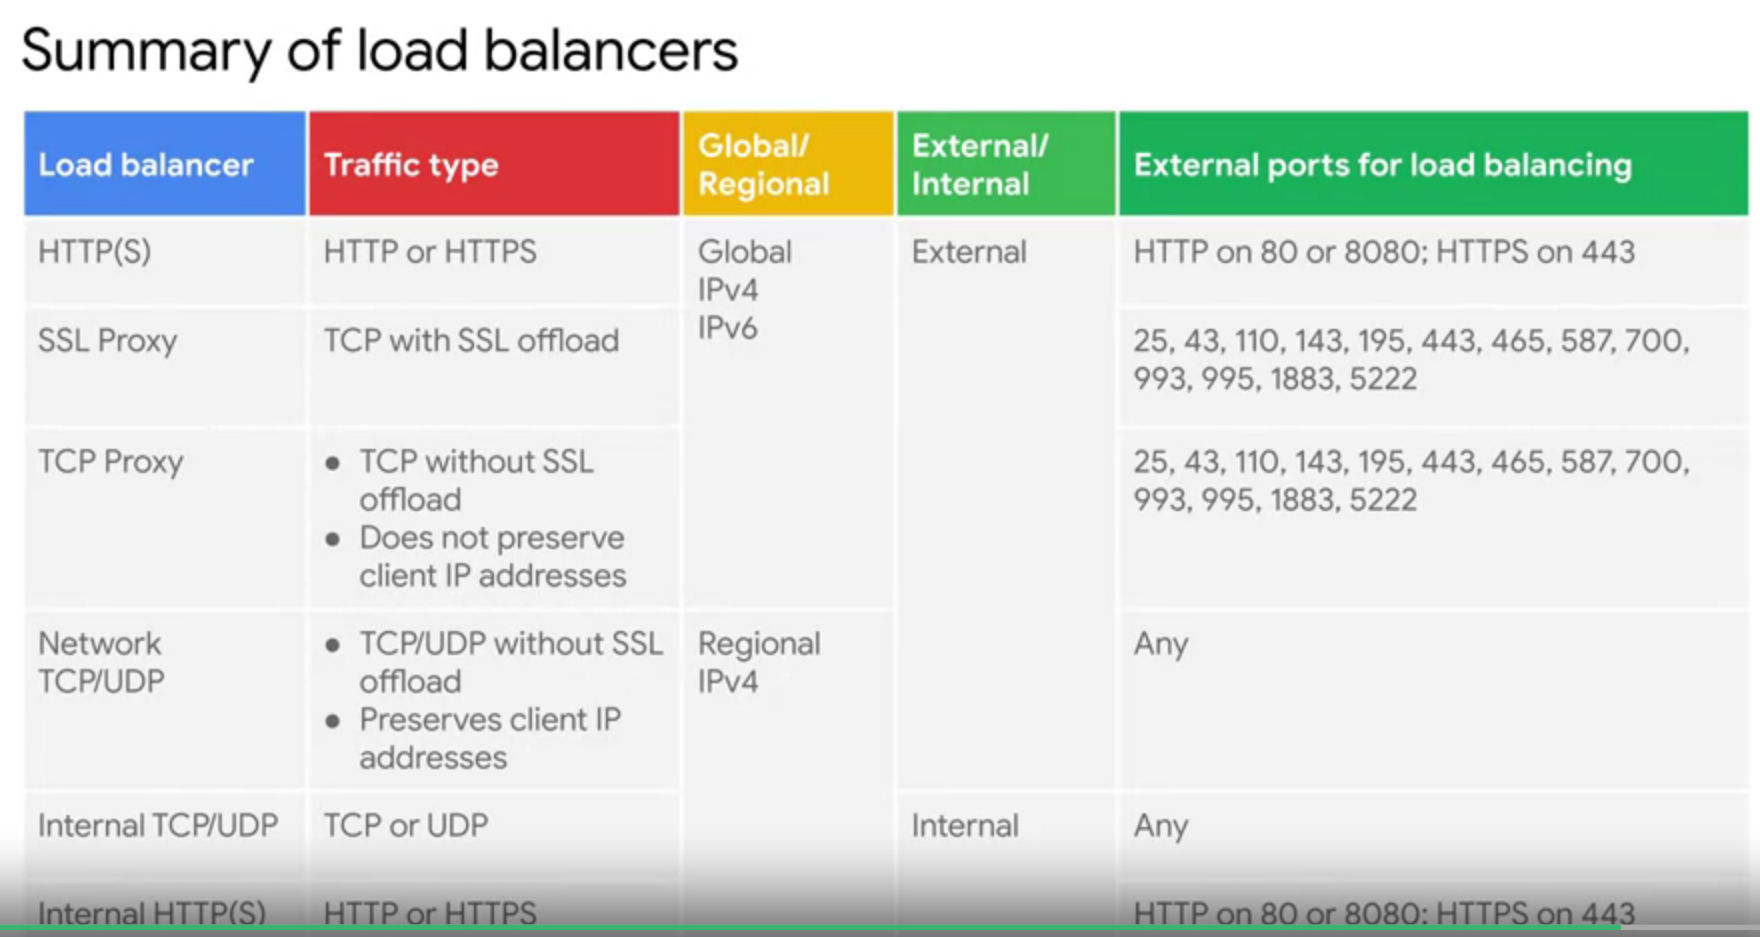 Summary of load balancers
Load balancer
Traffic type
Global/
Regional
External/
Internal
External ports for load balancing
HTTP(S)
HTTP or HTTPS
Global
IPv4
IPv6
External
HTTP on 80 or 8080; HTTPS on 443
SSL Proxy
TCP with SSL offload
25, 43, 110, 143, 195, 443, 465, 587, 700,
993, 995, 1883, 5222
TCP Proxy
● TCP without SSL
offload
● Does not preserve
client IP addresses
25, 43, 110, 143, 195, 443, 465, 587, 700,
993, 995, 1883, 5222
Network
TCP/UDP
● TCP/UDP without SSL
offload
● Preserves client IP
addresses
Regional
IPv4
Any
Internal TCP/UDP
TCP or UDP
Internal
Any
Internal HTTP(S)
HTTP or HTTPS
HTTP on 80 or 8080; HTTPS on 443